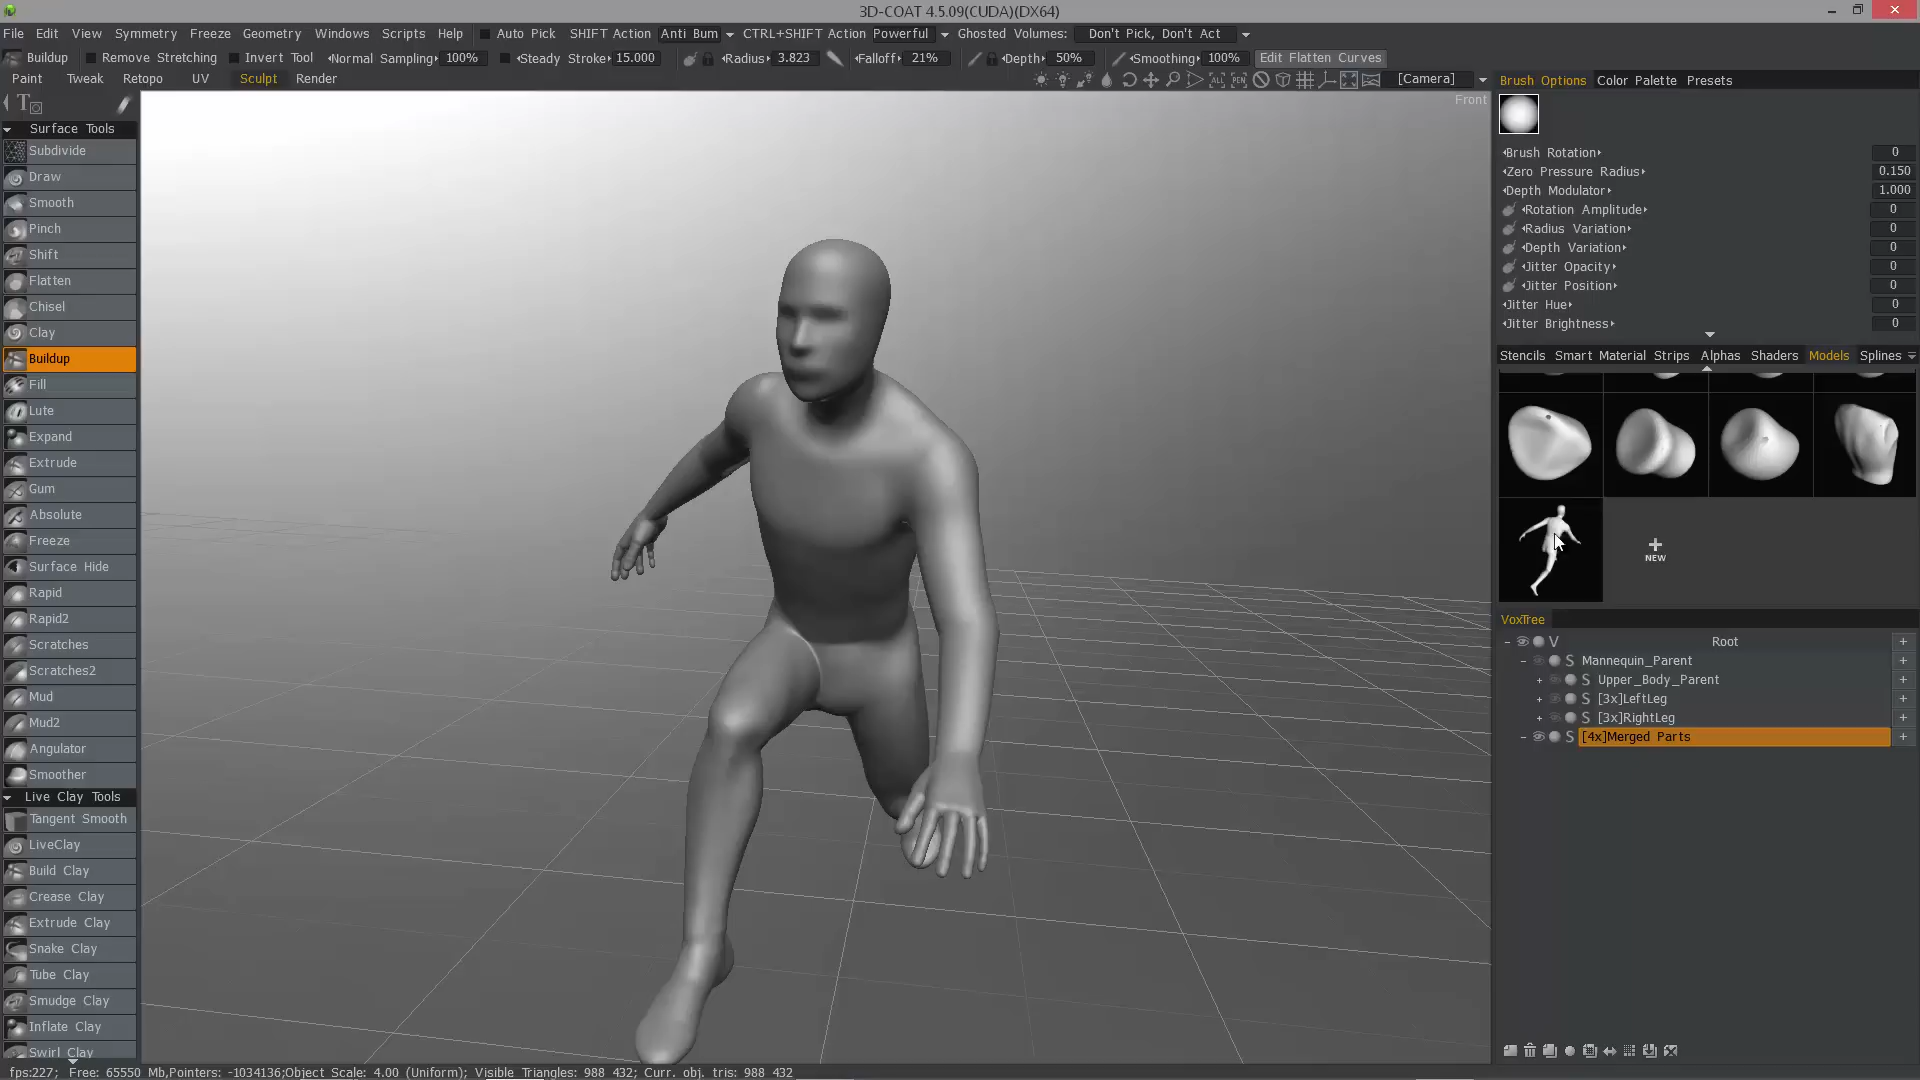 3D-COAT 4.5.09(CUDA)(DX64)
File Edit View Symmetry Freeze Geometry Windows Scripts Help Auto Pick SHIFT Action Anti Bum CTRL+SHIFT Action Powerful Ghosted Volumes: Don't Pick, Don't Act
Buildup Remove Stretching Invert Tool Normal Sampling 100% Steady Stroke 15.000 Radius 3.823 Falloff 21% Depth 50% Smoothing 100% Edit Flatten Curves
Paint Tweak Retopo UV Sculpt Render [Camera]
Front
Surface Tools
Subdivide
Draw
Smooth
Pinch
Shift
Flatten
Chisel
Clay
Buildup
Fill
Lute
Expand
Extrude
Gum
Absolute
Freeze
Surface Hide
Rapid
Rapid2
Scratches
Scratches2
Mud
Mud2
Angulator
Smoother
Live Clay Tools
Tangent Smooth
LiveClay
Build Clay
Crease Clay
Extrude Clay
Snake Clay
Tube Clay
Smudge Clay
Inflate Clay
Swirl Clay
Brush Options Color Palette Presets
Brush Rotation 0
Zero Pressure Radius 0.150
Depth Modulator 1.000
Rotation Amplitude 0
Radius Variation 0
Depth Variation 0
Jitter Opacity 0
Jitter Position 0
Jitter Hue 0
Jitter Brightness 0
Stencils Smart Material Strips Alphas Shaders Models Splines
NEW
VoxTree
V Root +
S Mannequin_Parent +
+ S Upper_Body_Parent +
+ S [3x]LeftLeg +
+ S [3x]RightLeg +
S [4x]Merged Parts +
fps:227; Free: 65550 Mb,Pointers: -1034136;Object Scale: 4.00 (Uniform); Visible Triangles: 988 432; Curr. obj. tris: 988 432